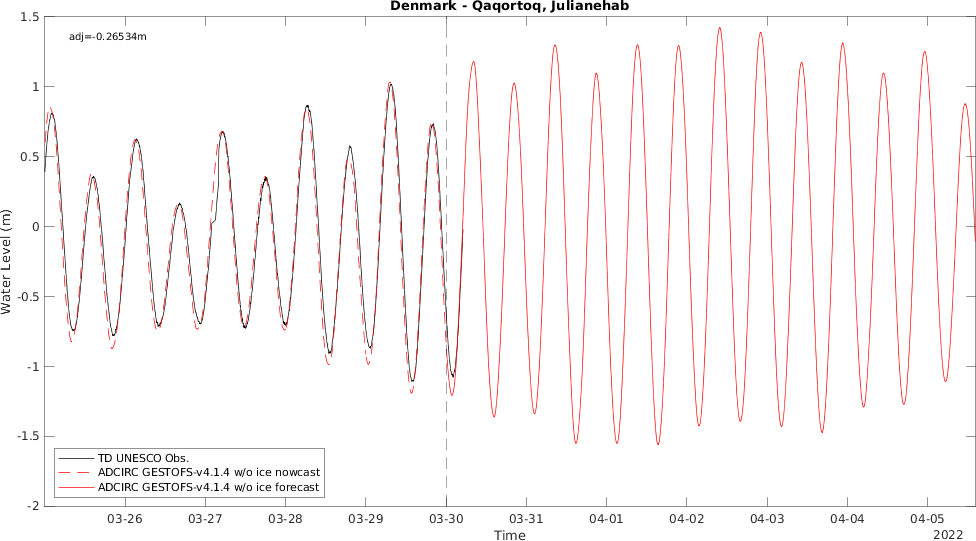 Denmark - Qaqortoq, Julianehab
adj=-0.26534m
1.5
1
0.5
0
-0.5
-1
-1.5
-2
Water Level (m)
TD UNESCO Obs.
ADCIRC GESTOFS-v4.1.4 w/o ice nowcast
ADCIRC GESTOFS-v4.1.4 w/o ice forecast
03-26 03-27 03-28 03-29 03-30 03-31 04-01 04-02 04-03 04-04 04-05
Time
2022